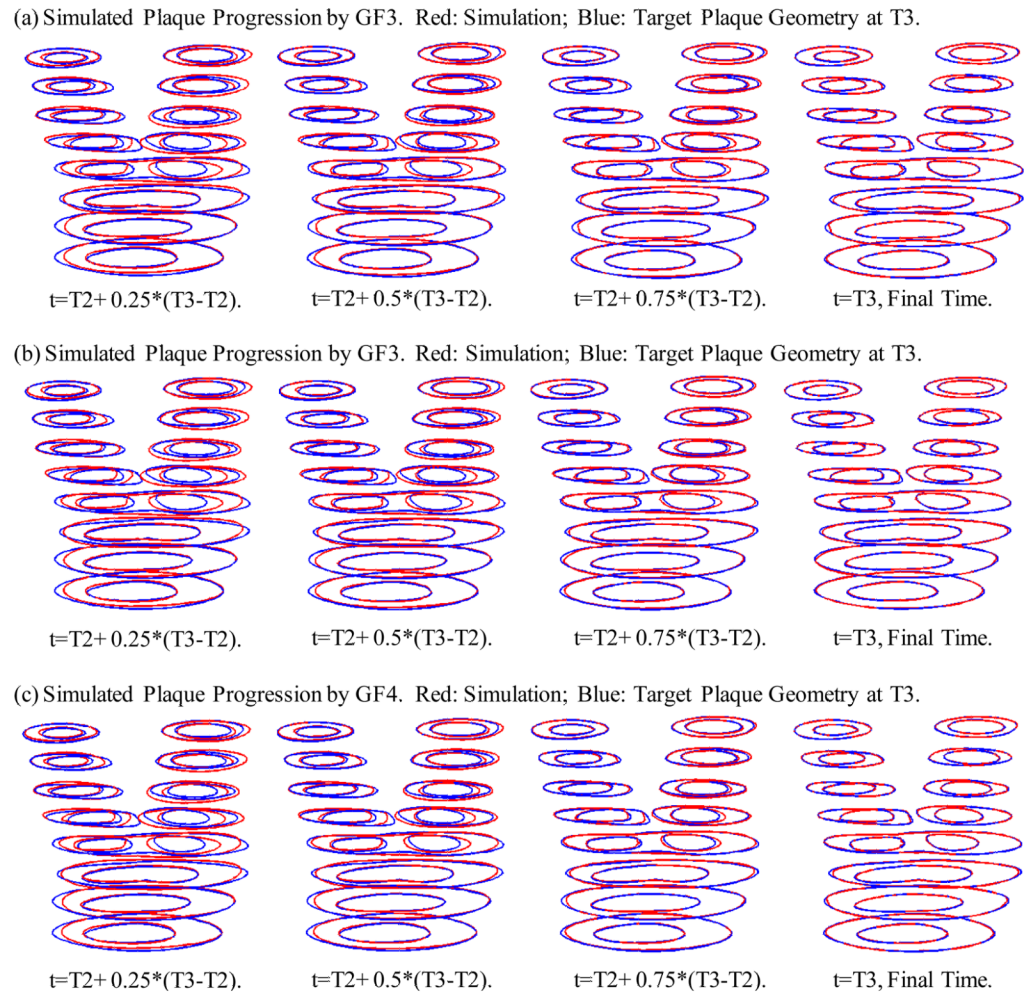 (a) Simulated Plaque Progression by GF3. Red: Simulation; Blue: Target Plaque Geometry at T3.
t=T2+ 0.25*(T3-T2). t=T2+ 0.5*(T3-T2). t=T2+ 0.75*(T3-T2). t=T3, Final Time.
(b) Simulated Plaque Progression by GF3. Red: Simulation; Blue: Target Plaque Geometry at T3.
t=T2+ 0.25*(T3-T2). t=T2+ 0.5*(T3-T2). t=T2+ 0.75*(T3-T2). t=T3, Final Time.
(c) Simulated Plaque Progression by GF4. Red: Simulation; Blue: Target Plaque Geometry at T3.
t=T2+ 0.25*(T3-T2). t=T2+ 0.5*(T3-T2). t=T2+ 0.75*(T3-T2). t=T3, Final Time.